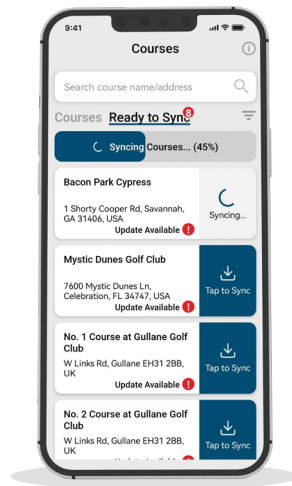 9:41
Courses
Search course name/address
Courses Ready to Sync
8
Syncing Courses... (45%)
Bacon Park Cypress
1 Shorty Cooper Rd, Savannah,
GA 31406, USA
Update Available !
Syncing...
Mystic Dunes Golf Club
7600 Mystic Dunes Ln,
Celebration, FL 34747, USA
Update Available !
Tap to Sync
No. 1 Course at Gullane Golf
Club
W Links Rd, Gullane EH31 2BB,
UK
Update Available !
Tap to Sync
No. 2 Course at Gullane Golf
Club
W Links Rd, Gullane EH31 2BB,
UK
Tap to Sync